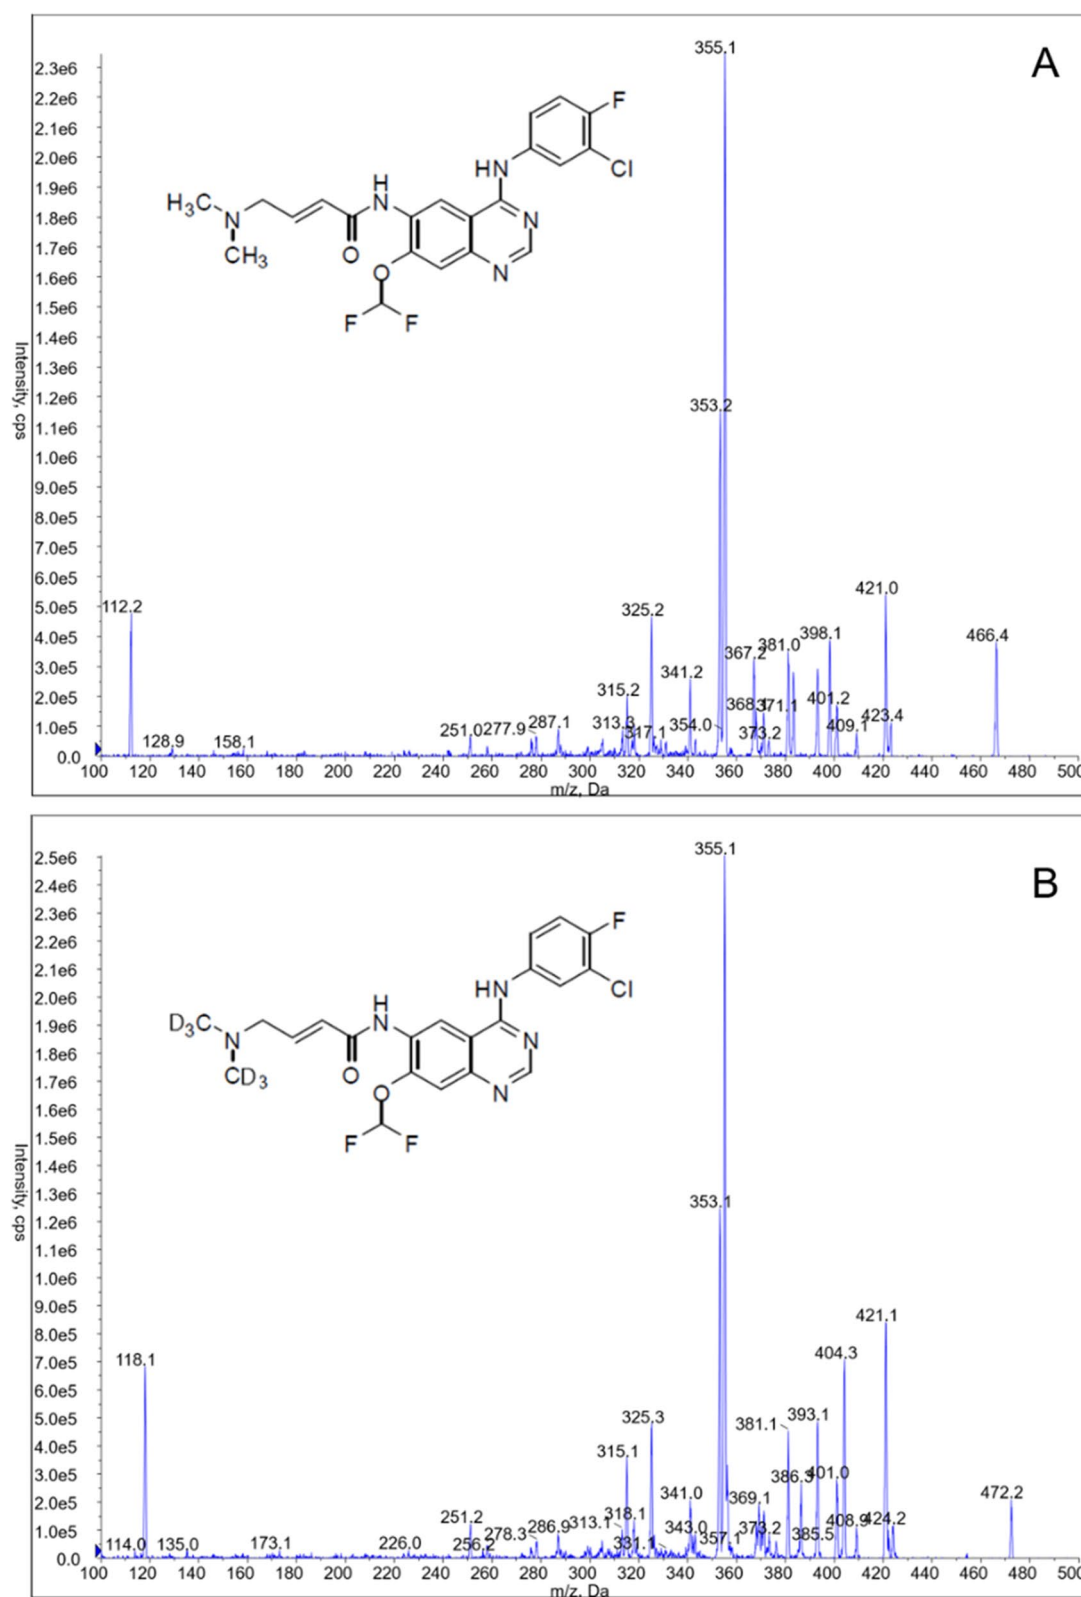 A
Intensity, cps
2.3e6
2.2e6
2.1e6
2.0e6
1.9e6
1.8e6
1.7e6
1.6e6
1.5e6
1.4e6
1.3e6
1.2e6
1.1e6
1.0e6
9.0e5
8.0e5
7.0e5
6.0e5
5.0e5
4.0e5
3.0e5
2.0e5
1.0e5
0.0
F
Cl
HN
H
N
H3C
N
CH3
O
O
N
N
F F
112.2
128.9
158.1
251.0
277.9
287.1
313.3
315.2
317.1
325.2
341.2
353.2
354.0
355.1
367.2
368.1
371.1
373.2
381.0
398.1
401.2
409.1
421.0
423.4
466.4
100 120 140 160 180 200 220 240 260 280 300 320 340 360 380 400 420 440 460 480 500
m/z, Da
B
Intensity, cps
2.5e6
2.4e6
2.3e6
2.2e6
2.1e6
2.0e6
1.9e6
1.8e6
1.7e6
1.6e6
1.5e6
1.4e6
1.3e6
1.2e6
1.1e6
1.0e6
9.0e5
8.0e5
7.0e5
6.0e5
5.0e5
4.0e5
3.0e5
2.0e5
1.0e5
0.0
F
Cl
HN
H
N
D3C
N
CD3
O
O
N
N
F F
114.0
118.1
135.0
173.1
226.0
251.2
256.2
278.3
286.9
313.1
315.1
318.1
325.3
331.1
341.0
343.0
353.1
355.1
357.1
369.1
373.2
381.1
385.5
386.3
393.1
401.0
404.3
408.9
421.1
424.2
472.2
100 120 140 160 180 200 220 240 260 280 300 320 340 360 380 400 420 440 460 480 500
m/z, Da